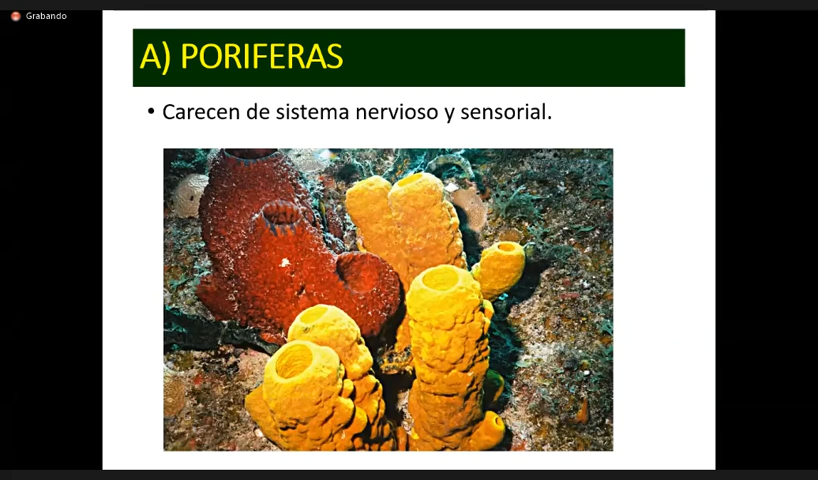 Grabando
A) PORIFERAS
• Carecen de sistema nervioso y sensorial.